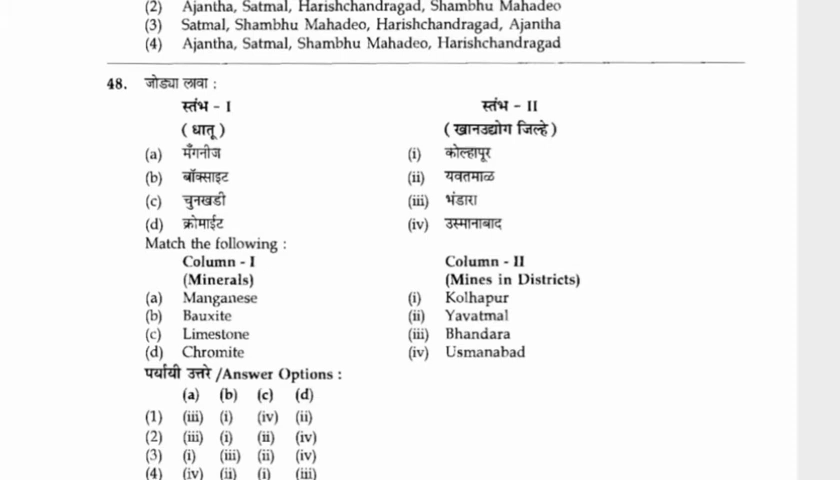 (2) Ajantha, Satmal, Harishchandragad, Shambhu Mahadeo
(3) Satmal, Shambhu Mahadeo, Harishchandragad, Ajantha
(4) Ajantha, Satmal, Shambhu Mahadeo, Harishchandragad
48. जोड्या लावा :
स्तंभ - I स्तंभ - II
( धातू ) ( खानउद्योग जिल्हे )
(a) मँगनीज (i) कोल्हापूर
(b) बॉक्साइट (ii) यवतमाळ
(c) चुनखडी (iii) भंडारा
(d) क्रोमाईट (iv) उस्मानाबाद
Match the following :
Column - I Column - II
(Minerals) (Mines in Districts)
(a) Manganese (i) Kolhapur
(b) Bauxite (ii) Yavatmal
(c) Limestone (iii) Bhandara
(d) Chromite (iv) Usmanabad
पर्यायी उत्तरे /Answer Options :
(a) (b) (c) (d)
(1) (iii) (i) (iv) (ii)
(2) (iii) (i) (ii) (iv)
(3) (i) (iii) (ii) (iv)
(4) (iv) (ii) (i) (iii)